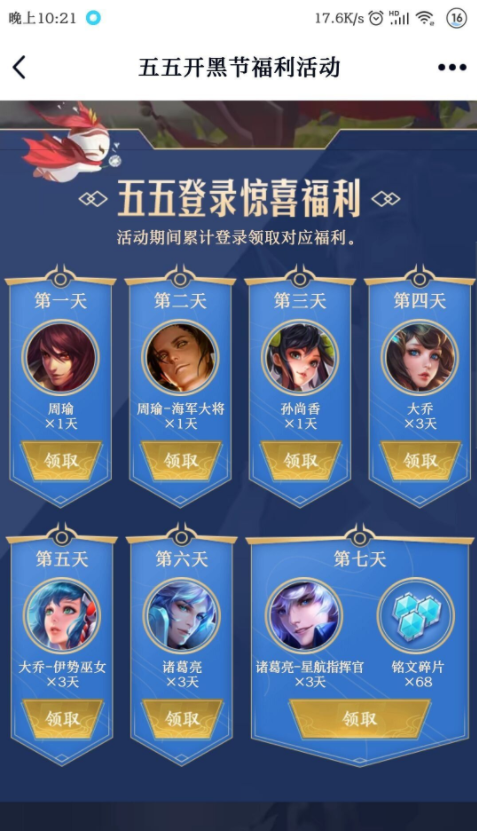 晚上10:21
17.6K/s
HD
16
五五开黑节福利活动
五五登录惊喜福利
活动期间累计登录领取对应福利。
第一天
第二天
第三天
第四天
周瑜
×1天
周瑜-海军大将
×1天
孙尚香
×1天
大乔
×3天
领取
领取
领取
领取
第五天
第六天
第七天
大乔-伊势巫女
×3天
诸葛亮
×3天
诸葛亮-星航指挥官
×3天
铭文碎片
×68
领取
领取
领取